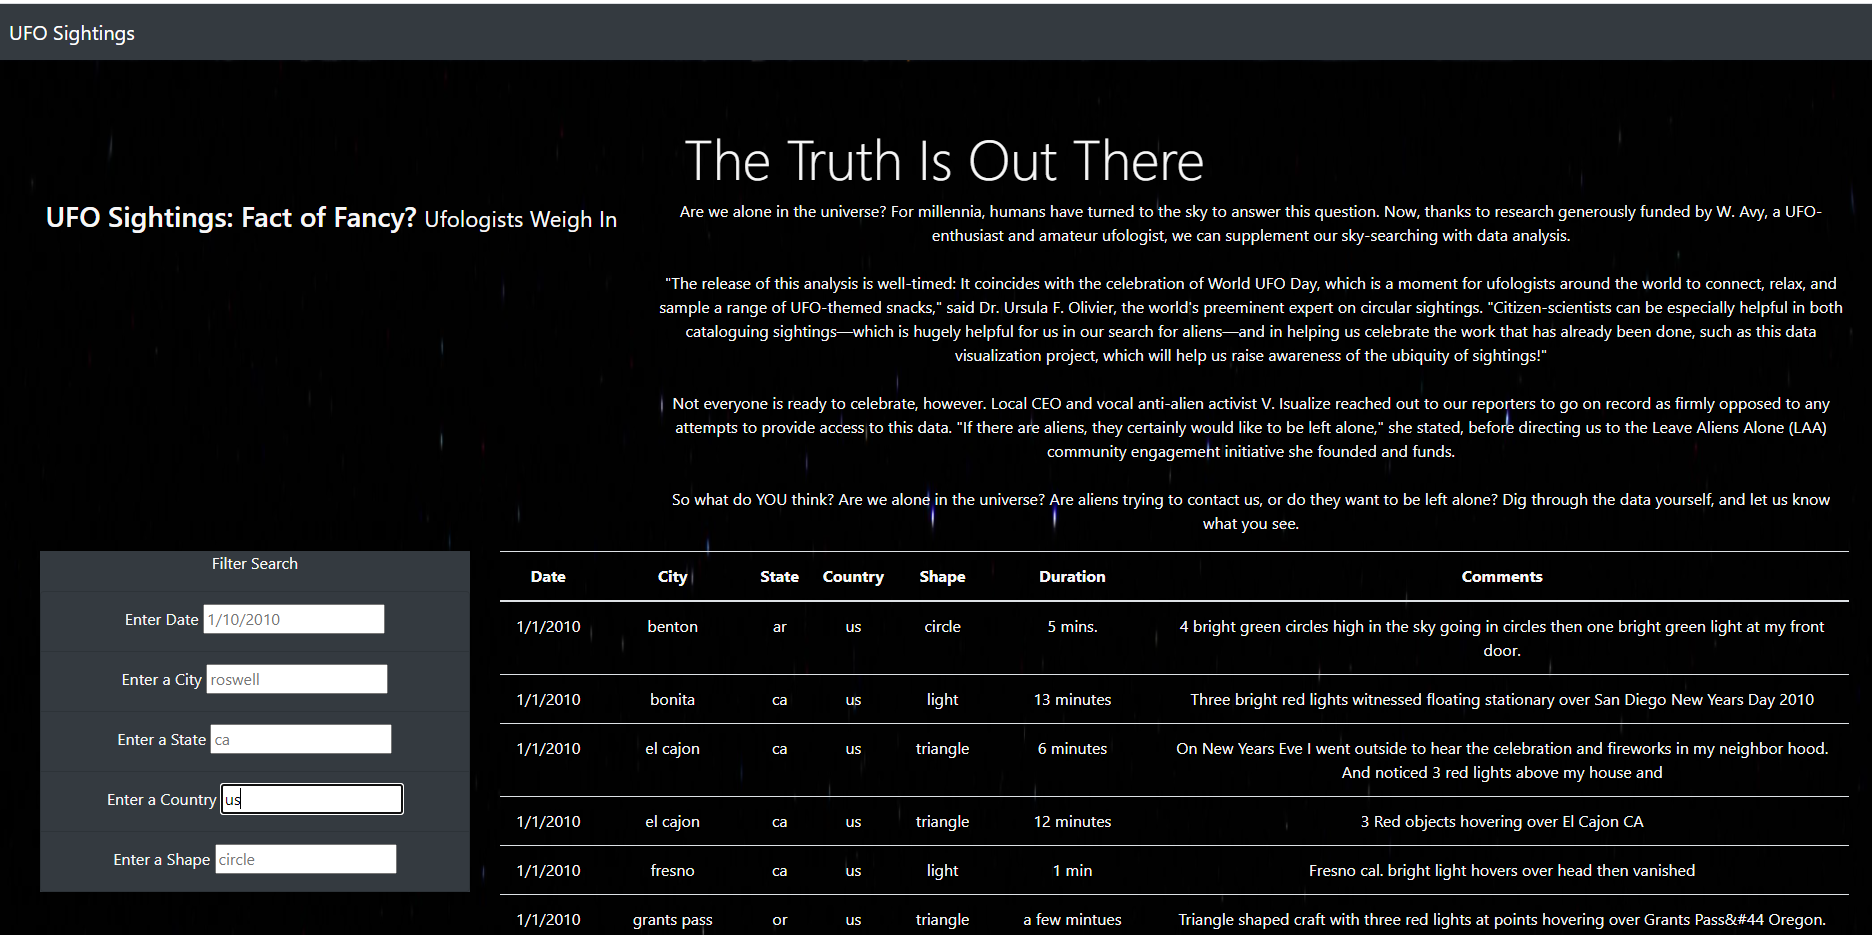 UFO Sightings
The Truth Is Out There
UFO Sightings: Fact of Fancy? Ufologists Weigh In
Are we alone in the universe? For millennia, humans have turned to the sky to answer this question. Now, thanks to research generously funded by W. Avy, a UFO-
enthusiast and amateur ufologist, we can supplement our sky-searching with data analysis.
"The release of this analysis is well-timed: It coincides with the celebration of World UFO Day, which is a moment for ufologists around the world to connect, relax, and
sample a range of UFO-themed snacks," said Dr. Ursula F. Olivier, the world's preeminent expert on circular sightings. "Citizen-scientists can be especially helpful in both
cataloguing sightings—which is hugely helpful for us in our search for aliens—and in helping us celebrate the work that has already been done, such as this data
visualization project, which will help us raise awareness of the ubiquity of sightings!"
Not everyone is ready to celebrate, however. Local CEO and vocal anti-alien activist V. Isualize reached out to our reporters to go on record as firmly opposed to any
attempts to provide access to this data. "If there are aliens, they certainly would like to be left alone," she stated, before directing us to the Leave Aliens Alone (LAA)
community engagement initiative she founded and funds.
So what do YOU think? Are we alone in the universe? Are aliens trying to contact us, or do they want to be left alone? Dig through the data yourself, and let us know
what you see.
Filter Search
Enter Date 1/10/2010
Enter a City roswell
Enter a State ca
Enter a Country us
Enter a Shape circle
Date City State Country Shape Duration Comments
1/1/2010 benton ar us circle 5 mins. 4 bright green circles high in the sky going in circles then one bright green light at my front
door.
1/1/2010 bonita ca us light 13 minutes Three bright red lights witnessed floating stationary over San Diego New Years Day 2010
1/1/2010 el cajon ca us triangle 6 minutes On New Years Eve I went outside to hear the celebration and fireworks in my neighbor hood.
And noticed 3 red lights above my house and
1/1/2010 el cajon ca us triangle 12 minutes 3 Red objects hovering over El Cajon CA
1/1/2010 fresno ca us light 1 min Fresno cal. bright light hovers over head then vanished
1/1/2010 grants pass or us triangle a few mintues Triangle shaped craft with three red lights at points hovering over Grants Pass&#44 Oregon.